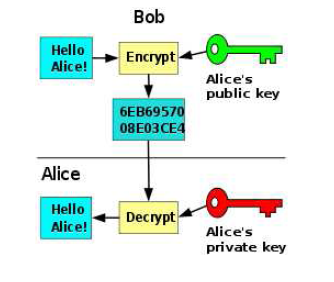 Bob
Hello
Alice!
Encrypt
Alice's
public key
6EB69570
08E03CE4
Alice
Hello
Alice!
Decrypt
Alice's
private key